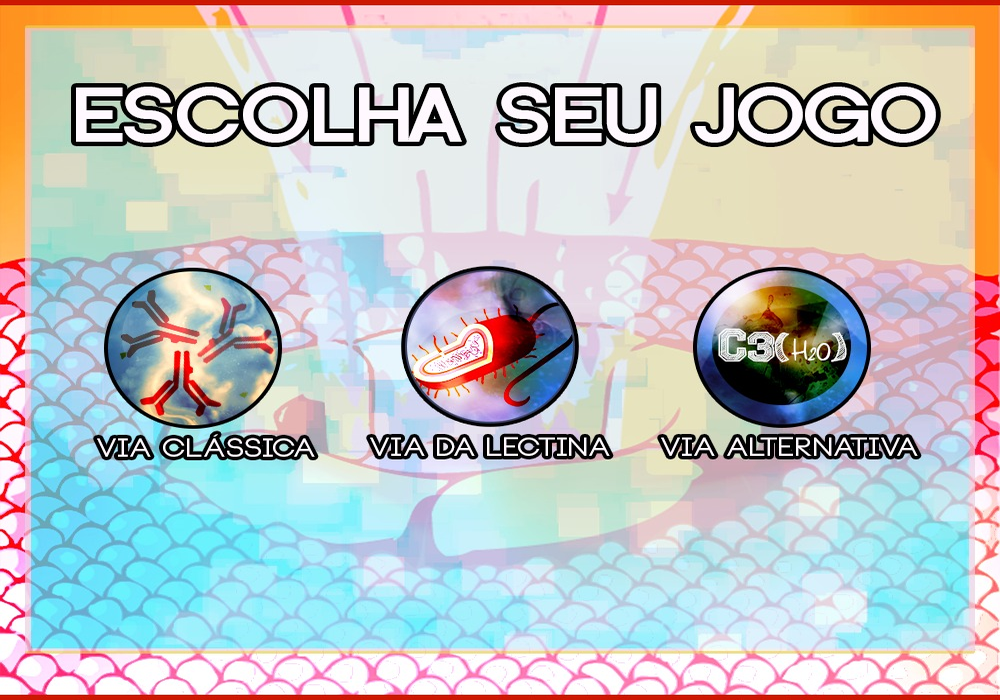 ESCOLHA SEU JOGO
C3(H₂O)
VIA CLÁSSICA
VIA DA LECTINA
VIA ALTERNATIVA